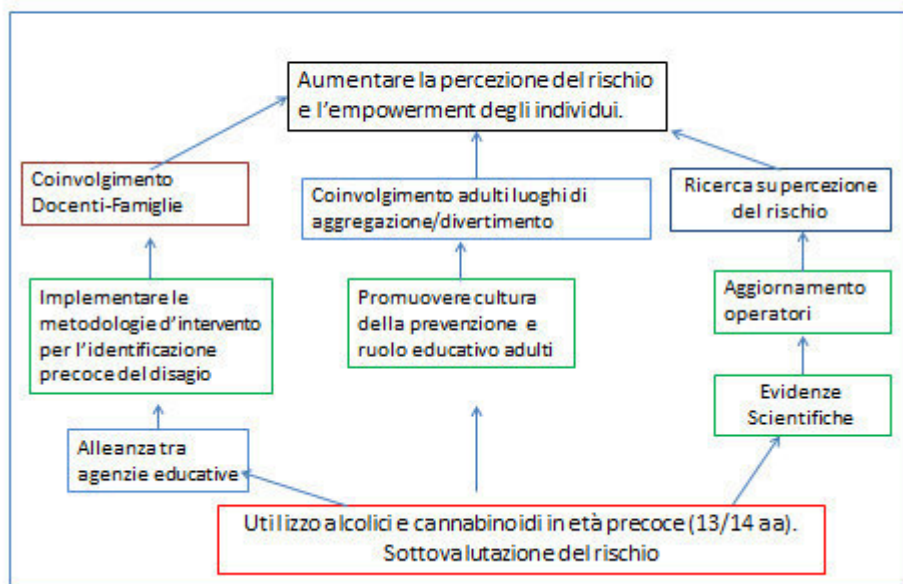 Aumentare la percezione del rischio
e l'empowerment degli individui.
Coinvolgimento
Docenti-Famiglie
Coinvolgimento adulti luoghi di
aggregazione/divertimento
Ricerca su percezione
del rischio
Implementare le
metodologie d'intervento
per l'identificazione
precoce del disagio
Promuovere cultura
della prevenzione e
ruolo educativo adulti
Aggiornamento
operatori
Evidenze
Scientifiche
Alleanza tra
agenzie educative
Utilizzo alcolici e cannabinoidi in età precoce (13/14 aa).
Sottovalutazione del rischio